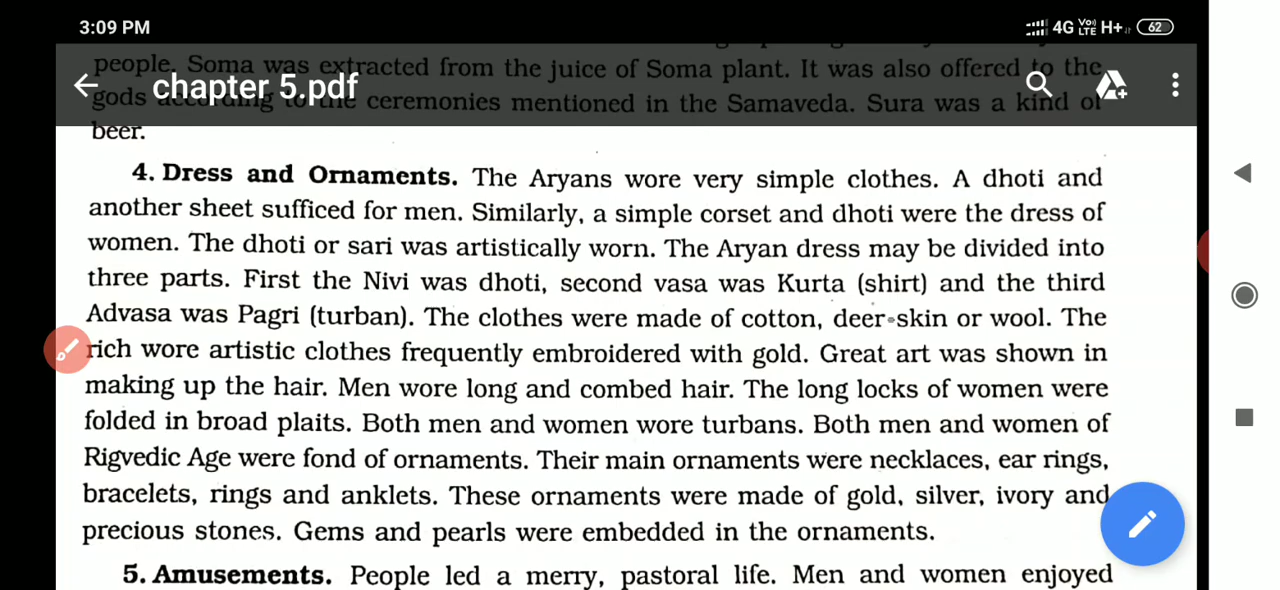 3:09 PM
4G Vo) LTE H+ 62
people. Soma was extracted from the juice of Soma plant. It was also offered to the
chapter 5.pdf
gods according to the ceremonies mentioned in the Samaveda. Sura was a kind of
beer.
4. Dress and Ornaments. The Aryans wore very simple clothes. A dhoti and
another sheet sufficed for men. Similarly, a simple corset and dhoti were the dress of
women. The dhoti or sari was artistically worn. The Aryan dress may be divided into
three parts. First the Nivi was dhoti, second vasa was Kurta (shirt) and the third
Advasa was Pagri (turban). The clothes were made of cotton, deer-skin or wool. The
rich wore artistic clothes frequently embroidered with gold. Great art was shown in
making up the hair. Men wore long and combed hair. The long locks of women were
folded in broad plaits. Both men and women wore turbans. Both men and women of
Rigvedic Age were fond of ornaments. Their main ornaments were necklaces, ear rings,
bracelets, rings and anklets. These ornaments were made of gold, silver, ivory and
precious stones. Gems and pearls were embedded in the ornaments.
5. Amusements. People led a merry, pastoral life. Men and women enjoyed